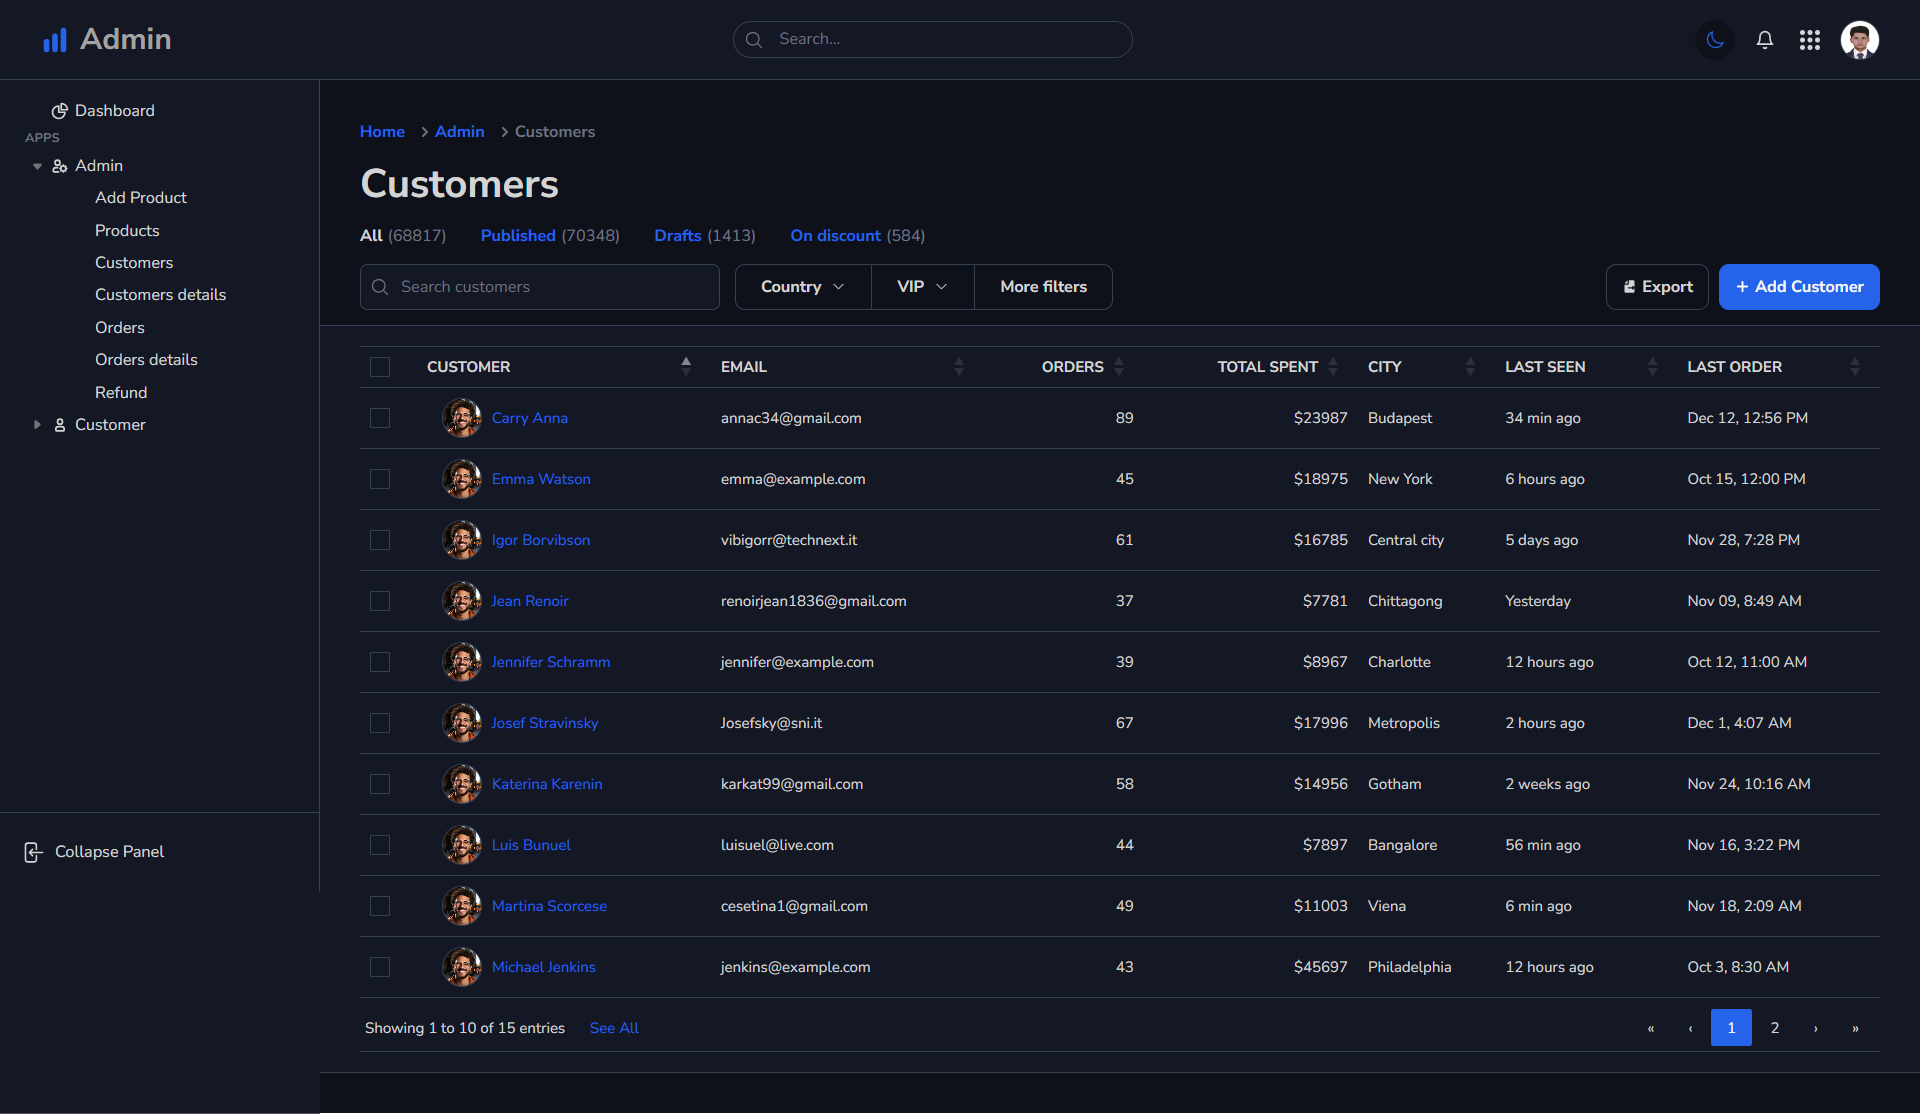 Admin
Search...
Dashboard
APPS
Admin
Add Product
Products
Customers
Customers details
Orders
Orders details
Refund
Customer
Collapse Panel
Home > Admin > Customers
Customers
All (68817) Published (70348) Drafts (1413) On discount (584)
Search customers Country VIP More filters Export + Add Customer
CUSTOMER EMAIL ORDERS TOTAL SPENT CITY LAST SEEN LAST ORDER
Carry Anna annac34@gmail.com 89 $23987 Budapest 34 min ago Dec 12, 12:56 PM
Emma Watson emma@example.com 45 $18975 New York 6 hours ago Oct 15, 12:00 PM
Igor Borvibson vibigorr@technext.it 61 $16785 Central city 5 days ago Nov 28, 7:28 PM
Jean Renoir renoirjean1836@gmail.com 37 $7781 Chittagong Yesterday Nov 09, 8:49 AM
Jennifer Schramm jennifer@example.com 39 $8967 Charlotte 12 hours ago Oct 12, 11:00 AM
Josef Stravinsky Josefsky@sni.it 67 $17996 Metropolis 2 hours ago Dec 1, 4:07 AM
Katerina Karenin karkat99@gmail.com 58 $14956 Gotham 2 weeks ago Nov 24, 10:16 AM
Luis Bunuel luisuel@live.com 44 $7897 Bangalore 56 min ago Nov 16, 3:22 PM
Martina Scorcese cesetina1@gmail.com 49 $11003 Viena 6 min ago Nov 18, 2:09 AM
Michael Jenkins jenkins@example.com 43 $45697 Philadelphia 12 hours ago Oct 3, 8:30 AM
Showing 1 to 10 of 15 entries See All « ‹ 1 2 › »